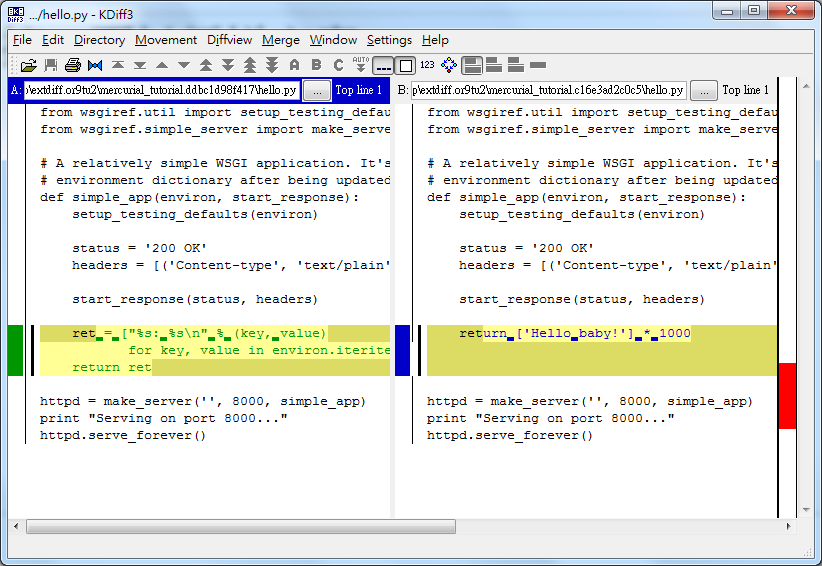 .../hello.py - KDiff3
File Edit Directory Movement Diffview Merge Window Settings Help
A B C AUTO 123
A: \extdiff.or9tu2\mercurial_tutorial.ddbc1d98f417\hello.py ... Top line 1
from wsgiref.util import setup_testing_defau
from wsgiref.simple_server import make_serve

# A relatively simple WSGI application. It's
# environment dictionary after being updated
def simple_app(environ, start_response):
    setup_testing_defaults(environ)

    status = '200 OK'
    headers = [('Content-type', 'text/plain'

    start_response(status, headers)

    ret = ["%s: %s\n" % (key, value)
           for key, value in environ.iterite
    return ret

httpd = make_server('', 8000, simple_app)
print "Serving on port 8000..."
httpd.serve_forever()
B: \extdiff.or9tu2\mercurial_tutorial.c16e3ad2c0c5\hello.py ... Top line 1
from wsgiref.util import setup_testing_defau
from wsgiref.simple_server import make_serve

# A relatively simple WSGI application. It's
# environment dictionary after being updated
def simple_app(environ, start_response):
    setup_testing_defaults(environ)

    status = '200 OK'
    headers = [('Content-type', 'text/plain'

    start_response(status, headers)

    return ['Hello baby!'] * 1000

httpd = make_server('', 8000, simple_app)
print "Serving on port 8000..."
httpd.serve_forever()